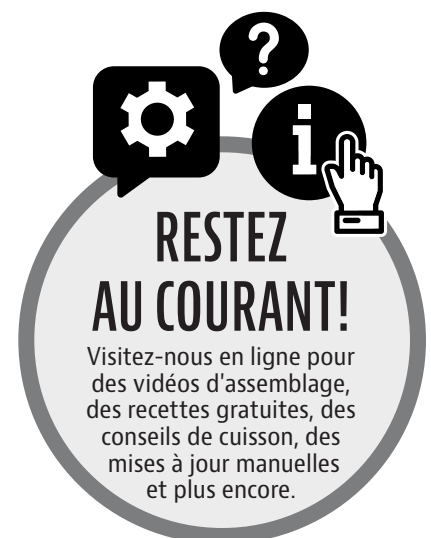 RESTEZ
AU COURANT!
Visitez-nous en ligne pour
des vidéos d'assemblage,
des recettes gratuites, des
conseils de cuisson, des
mises à jour manuelles
et plus encore.